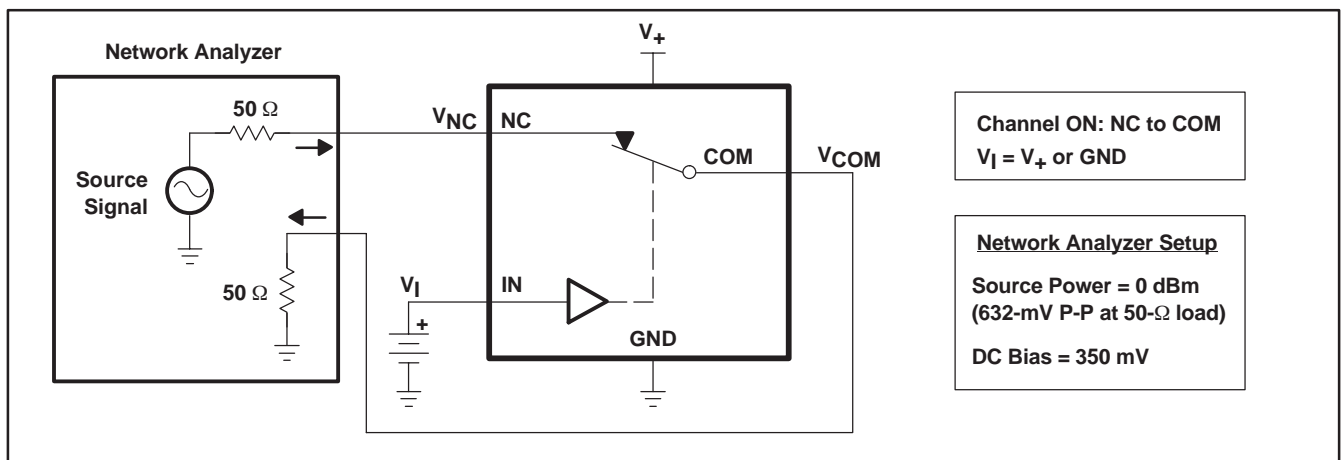 V+
Network Analyzer
50 Ω
VNC
NC
COM
VCOM
Source
Signal
50 Ω
VI
IN
+
GND
Channel ON: NC to COM
VI = V+ or GND
Network Analyzer Setup
Source Power = 0 dBm
(632-mV P-P at 50-Ω load)
DC Bias = 350 mV